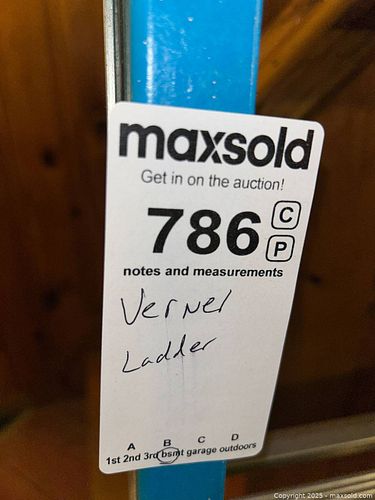 maxsold
Get in on the auction!
786 C
P
notes and measurements
Verner
Ladder
A B C D
1st 2nd 3rd bsmt garage outdoors
Copyright 2025 - maxsold.com